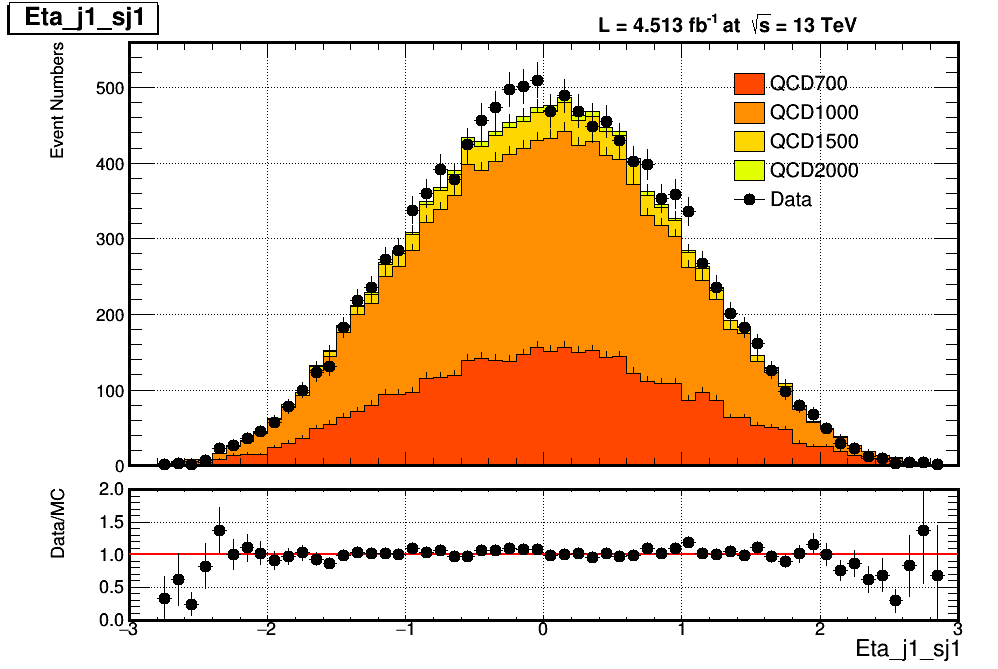 Eta_j1_sj1
L = 4.513 fb⁻¹ at √s = 13 TeV
Event Numbers
500
400
300
200
100
0
QCD700
QCD1000
QCD1500
QCD2000
Data
Data/MC
2.0
1.5
1.0
0.5
0.0
−3 −2 −1 0 1 2 3
Eta_j1_sj1